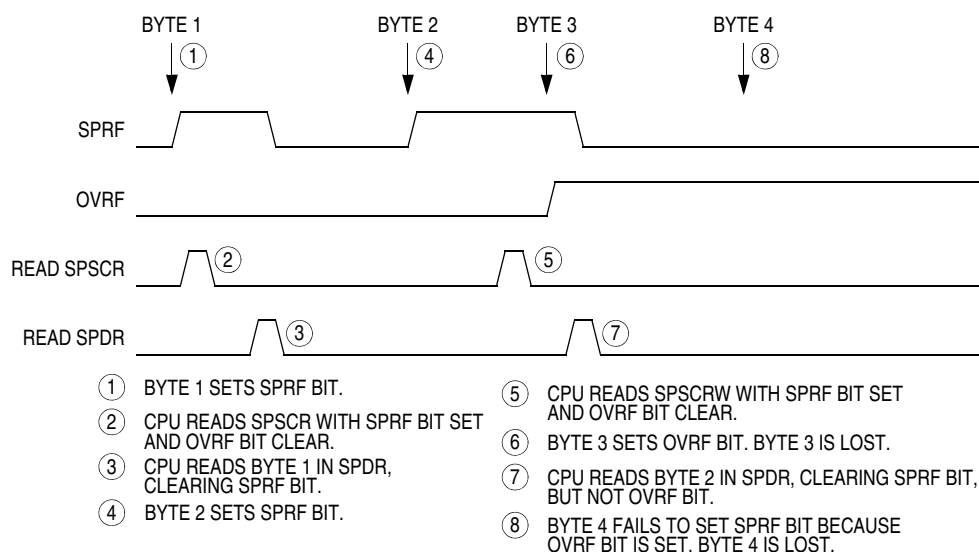 BYTE 1 BYTE 2 BYTE 3 BYTE 4
1 4 6 8
SPRF
OVRF
READ SPSCR 2 5
READ SPDR 3 7
1 BYTE 1 SETS SPRF BIT.
2 CPU READS SPSCR WITH SPRF BIT SET
AND OVRF BIT CLEAR.
3 CPU READS BYTE 1 IN SPDR,
CLEARING SPRF BIT.
4 BYTE 2 SETS SPRF BIT.
5 CPU READS SPSCRW WITH SPRF BIT SET
AND OVRF BIT CLEAR.
6 BYTE 3 SETS OVRF BIT. BYTE 3 IS LOST.
7 CPU READS BYTE 2 IN SPDR, CLEARING SPRF BIT,
BUT NOT OVRF BIT.
8 BYTE 4 FAILS TO SET SPRF BIT BECAUSE
OVRF BIT IS SET. BYTE 4 IS LOST.